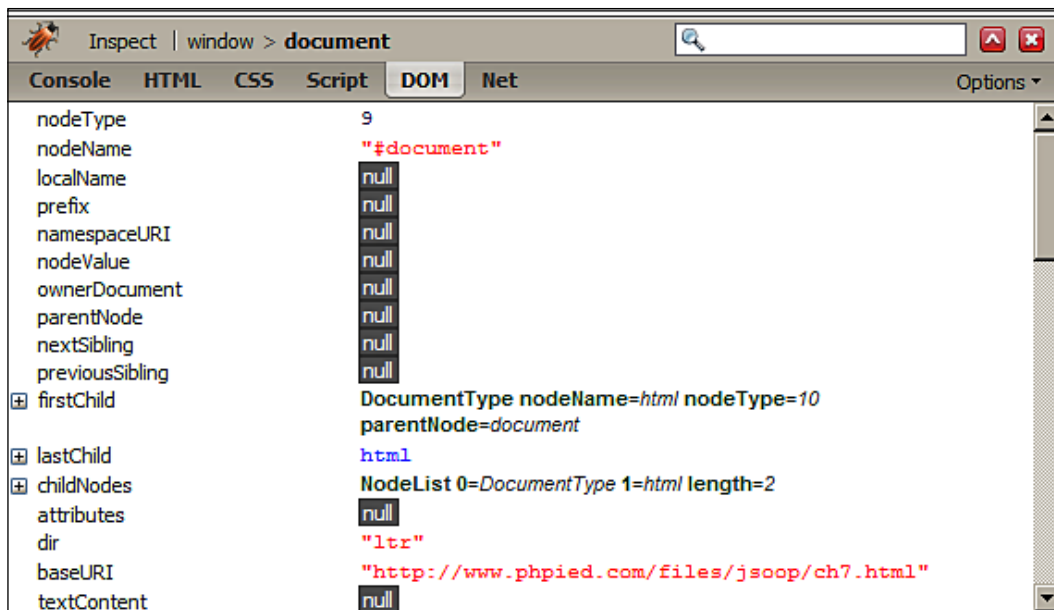 Inspect | window > document
Console HTML CSS Script DOM Net Options
nodeType 9
nodeName "#document"
localName null
prefix null
namespaceURI null
nodeValue null
ownerDocument null
parentNode null
nextSibling null
previousSibling null
firstChild DocumentType nodeName=html nodeType=10
parentNode=document
lastChild html
childNodes NodeList 0=DocumentType 1=html length=2
attributes null
dir "ltr"
baseURI "http://www.phpied.com/files/jsoop/ch7.html"
textContent null